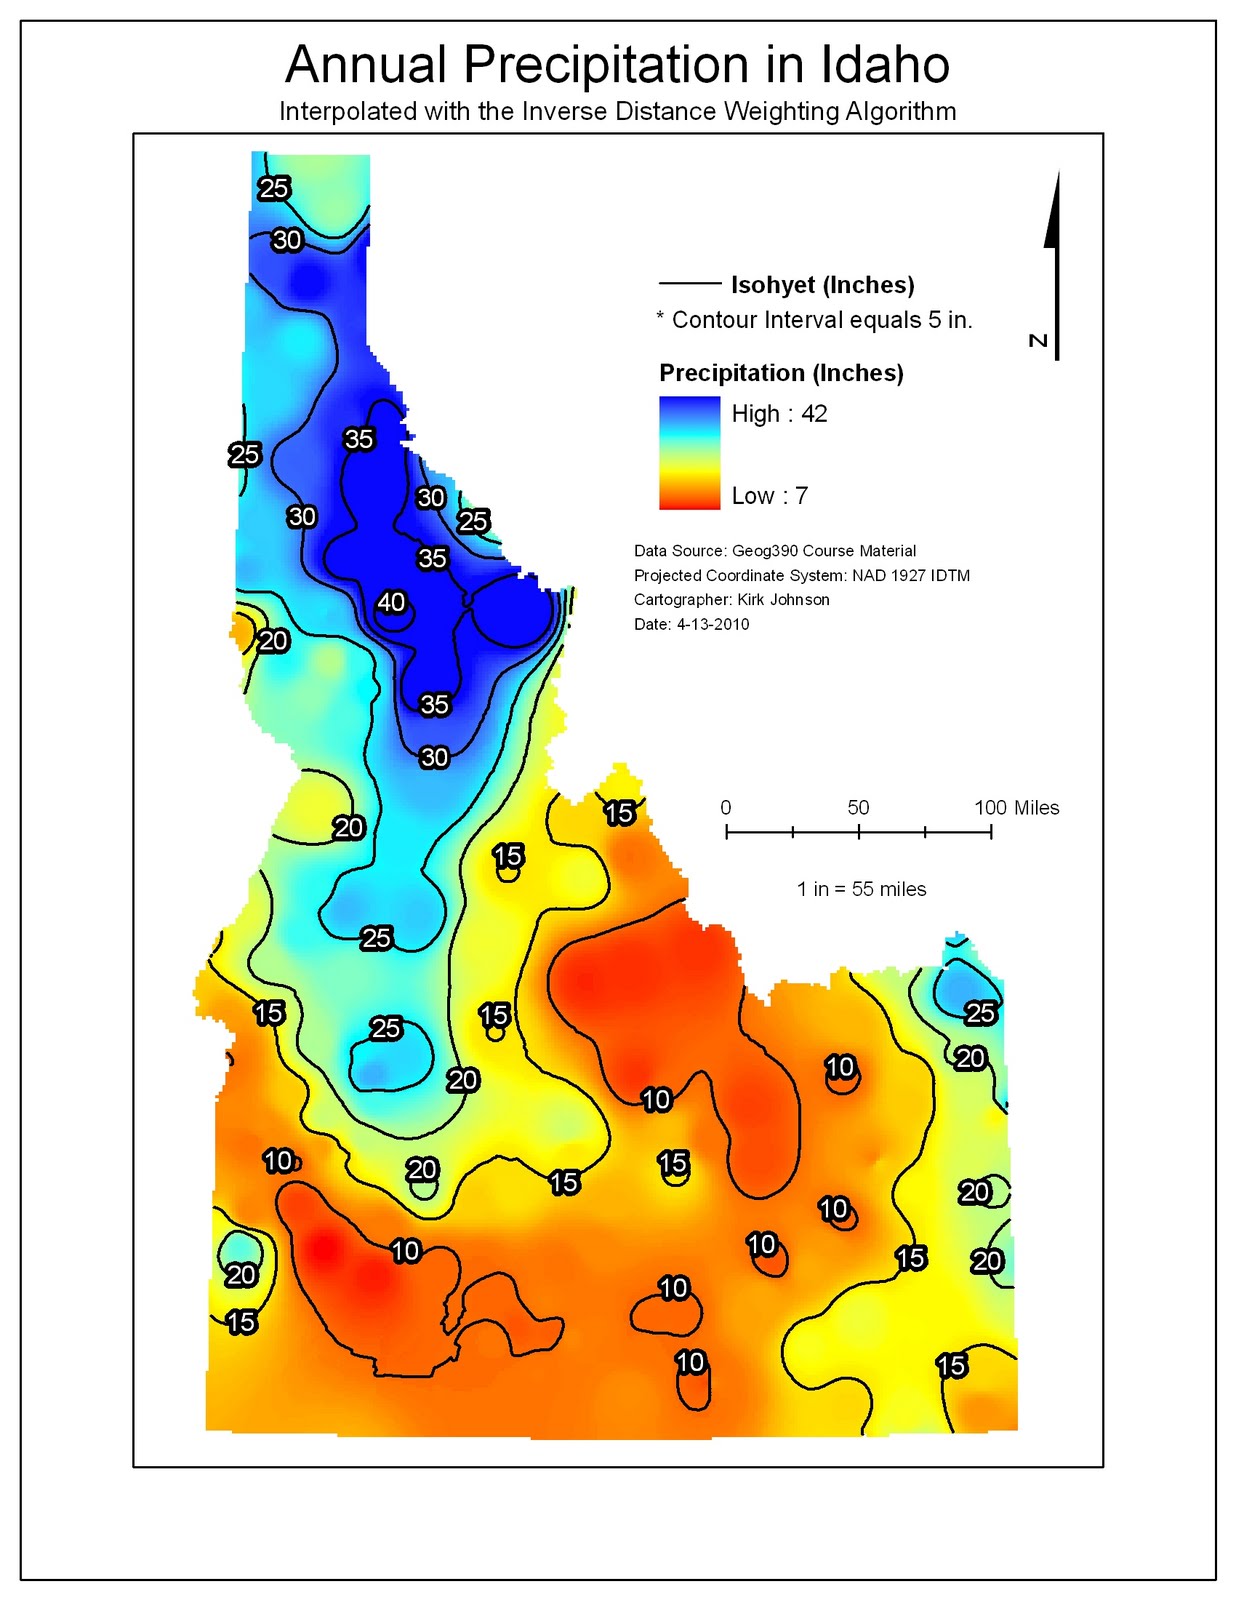 Annual Precipitation in Idaho
Interpolated with the Inverse Distance Weighting Algorithm
25
30
N
Isohyet (Inches)
* Contour Interval equals 5 in.
Precipitation (Inches)
High : 42
Low : 7
35
25
30
25
30
35
Data Source: Geog390 Course Material
Projected Coordinate System: NAD 1927 IDTM
Cartographer: Kirk Johnson
Date: 4-13-2010
40
20
35
30
0 50 100 Miles
15
20
15
1 in = 55 miles
25
15
25
15
25
20
20
10
10
10
15
20
15
10
20
10
10
10
15
20
20
10
15
10
15